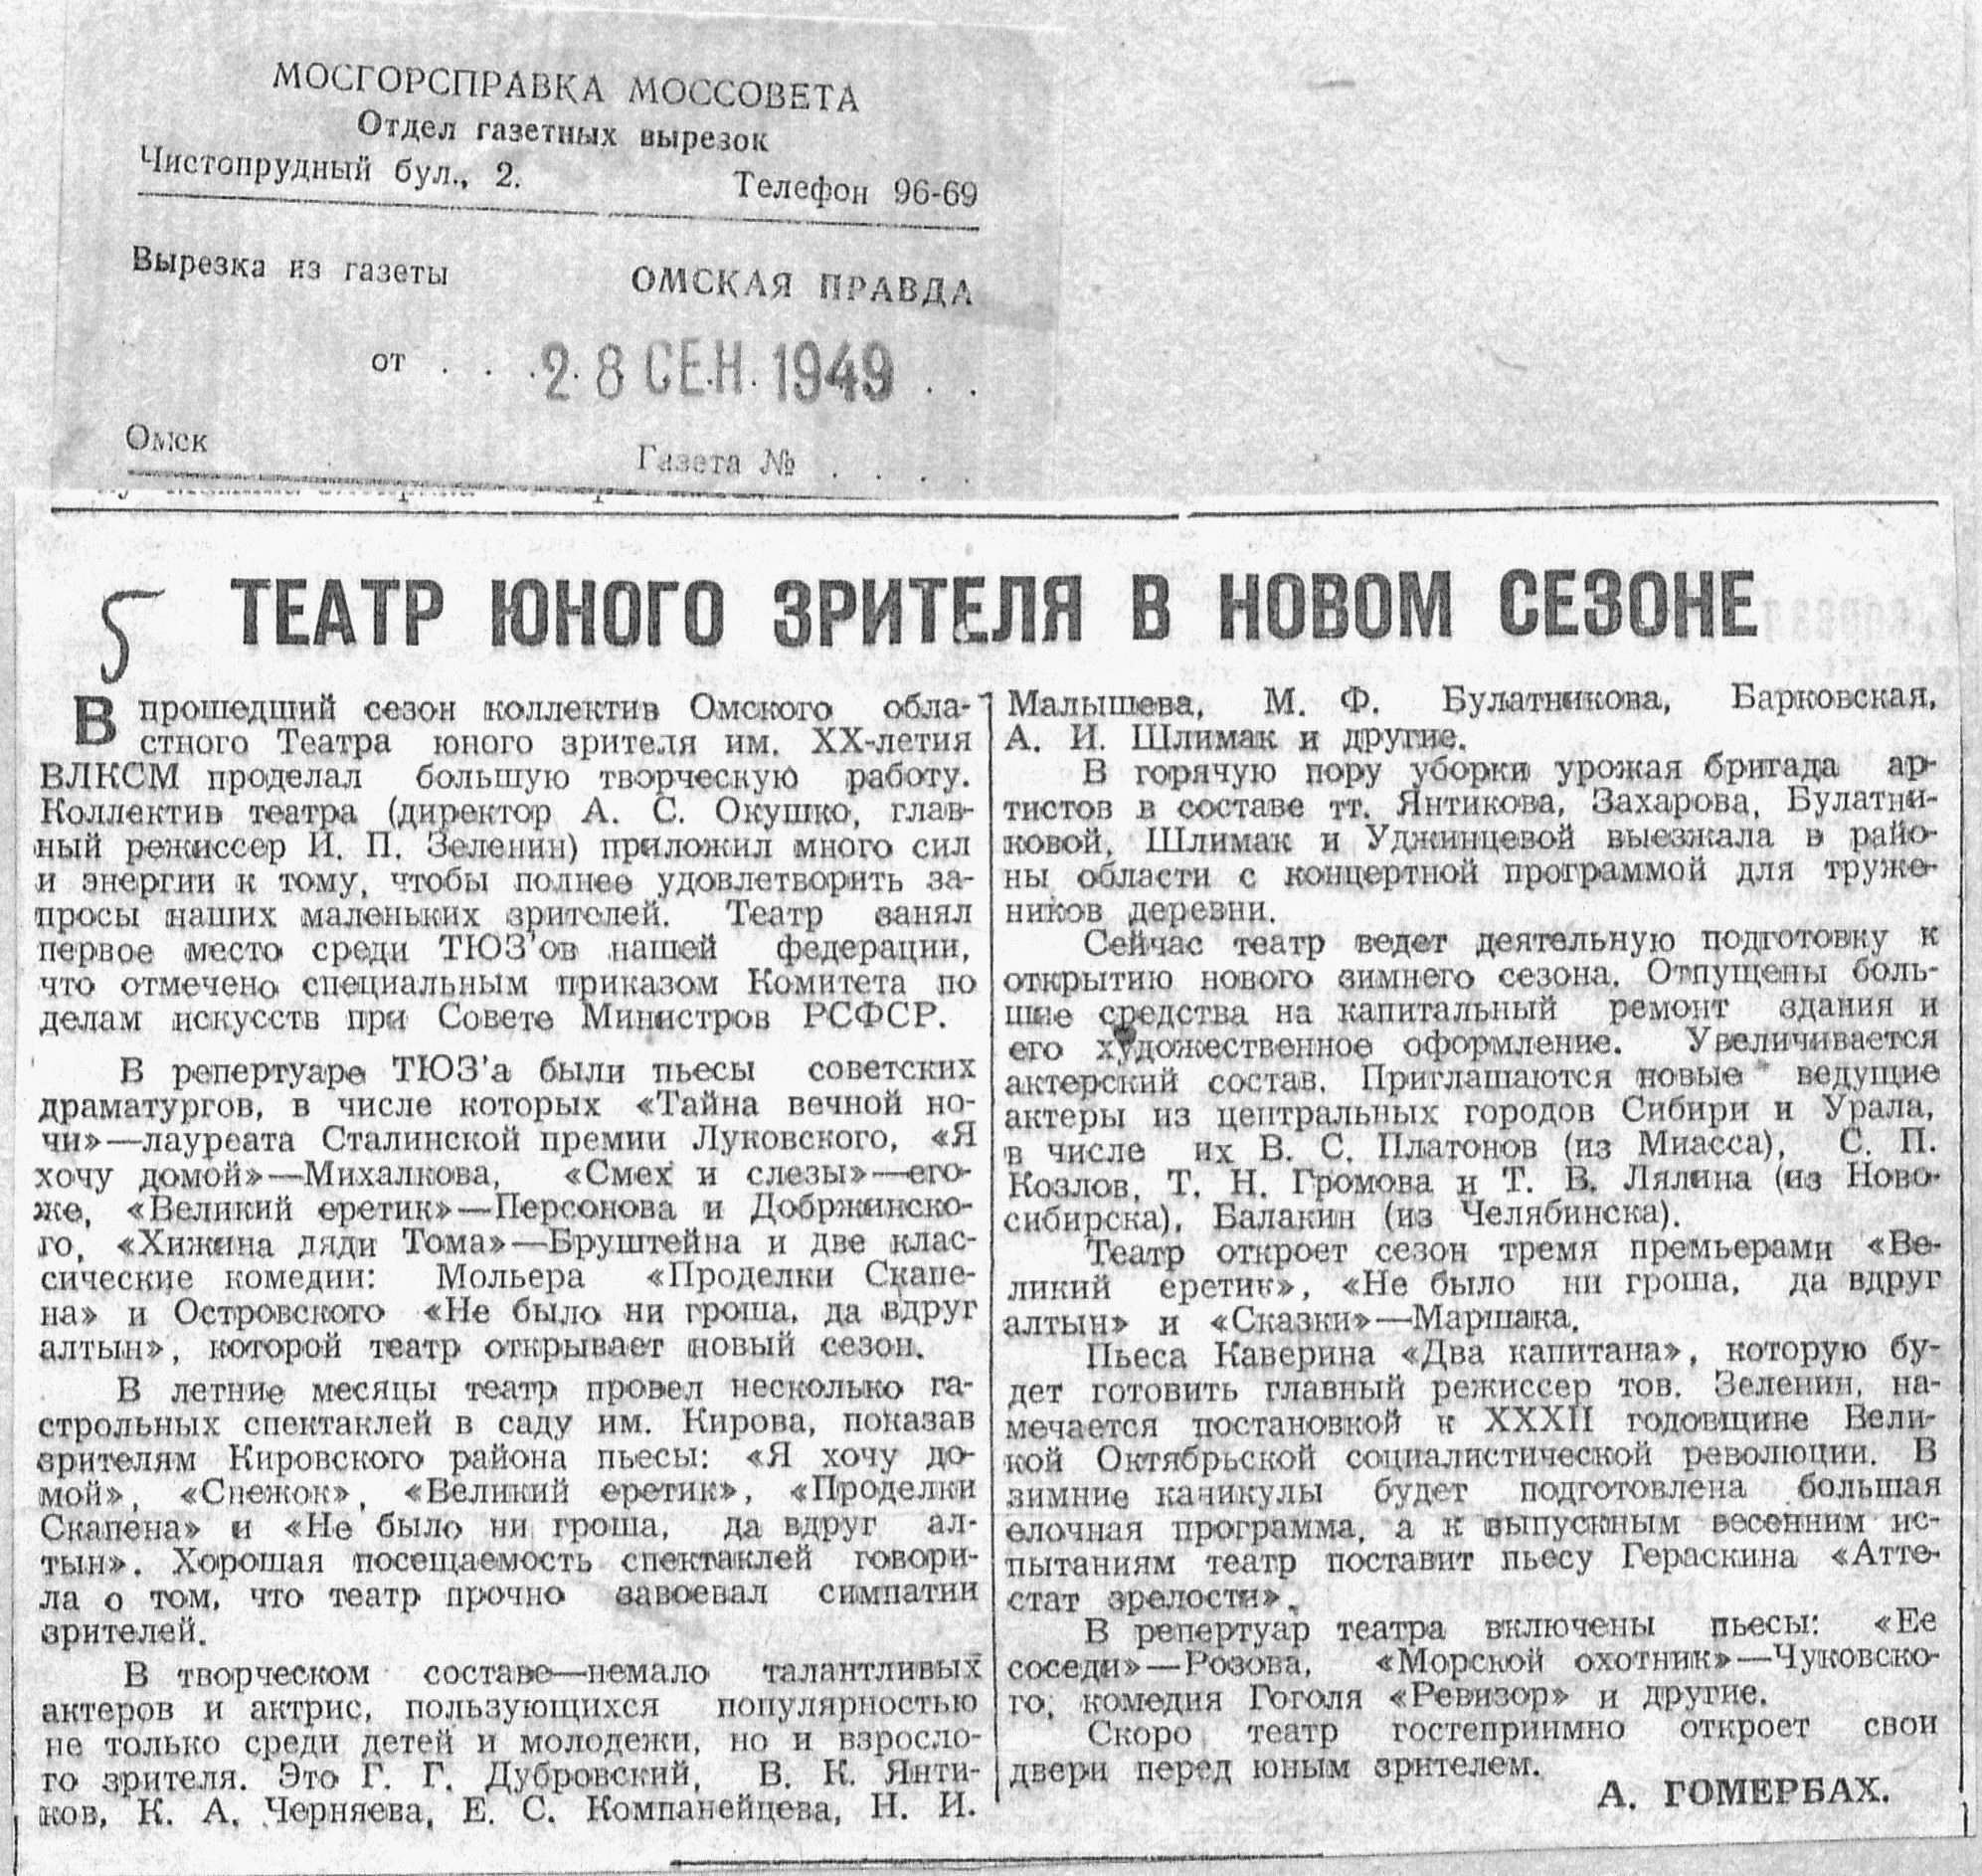 МОСГОРСПРАВКА МОССОВЕТА
Отдел газетных вырезок
Чистопрудный бул., 2. Телефон 96-69
Вырезка из газеты ОМСКАЯ ПРАВДА
от . . . 28 СЕН. 1949 . .
Омск Газета № . . . .
5
ТЕАТР ЮНОГО ЗРИТЕЛЯ В НОВОМ СЕЗОНЕ
В прошедший сезон коллектив Омского обла-
стного Театра юного зрителя им. XX-летия
ВЛКСМ проделал большую творческую работу.
Коллектив театра (директор А. С. Окушко, глав-
ный режиссер И. П. Зеленин) приложил много сил
и энергии к тому, чтобы полнее удовлетворить за-
просы наших маленьких зрителей. Театр занял
первое место среди ТЮЗ'ов нашей федерации,
что отмечено специальным приказом Комитета по
делам искусств при Совете Министров РСФСР.
В репертуаре ТЮЗ'а были пьесы советских
драматургов, в числе которых «Тайна вечной но-
чи»—лауреата Сталинской премии Луковского, «Я
хочу домой»—Михалкова, «Смех и слезы»—его-
же, «Великий еретик»—Персонова и Добржинско-
го, «Хижина дяди Тома»—Бруштейна и две клас-
сические комедии: Мольера «Проделки Скапе-
на» и Островского «Не было ни гроша, да вдруг
алтын», которой театр открывает новый сезон.
В летние месяцы театр провел несколько га-
строльных спектаклей в саду им. Кирова, показав
зрителям Кировского района пьесы: «Я хочу до-
мой», «Снежок», «Великий еретик», «Проделки
Скапена» и «Не было ни гроша, да вдруг ал-
тын». Хорошая посещаемость спектаклей говори-
ла о том, что театр прочно завоевал симпатии
зрителей.
В творческом составе—немало талантливых
актеров и актрис, пользующихся популярностью
не только среди детей и молодежи, но и взросло-
го зрителя. Это Г. Г. Дубровский, В. К. Янти-
ков, К. А. Черняева, Е. С. Компанейцева, Н. И.
Малышева, М. Ф. Булатникова, Барковская,
А. И. Шлимак и другие.
В горячую пору уборки урожая бригада ар-
тистов в составе тт. Янтикова, Захарова, Булатни-
ковой, Шлимак и Уджинцевой выезжала в райо-
ны области с концертной программой для труже-
ников деревни.
Сейчас театр ведет деятельную подготовку к
открытию нового зимнего сезона. Отпущены боль-
шие средства на капитальный ремонт здания и
его художественное оформление. Увеличивается
актерский состав. Приглашаются новые ведущие
актеры из центральных городов Сибири и Урала,
в числе их В. С. Платонов (из Миасса), С. П.
Козлов, Т. Н. Громова и Т. В. Лялина (из Ново-
сибирска), Балакин (из Челябинска).
Театр откроет сезон тремя премьерами «Ве-
ликий еретик», «Не было ни гроша, да вдруг
алтын» и «Сказки»—Маршака.
Пьеса Каверина «Два капитана», которую бу-
дет готовить главный режиссер тов. Зеленин, на-
мечается постановкой к XXXII годовщине Вели-
кой Октябрьской социалистической революции. В
зимние каникулы будет подготовлена большая
елочная программа, а к выпускным весенним ис-
пытаниям театр поставит пьесу Гераскина «Атте-
стат зрелости».
В репертуар театра включены пьесы: «Ее
соседи»—Розова, «Морской охотник»—Чуковско-
го, комедия Гоголя «Ревизор» и другие.
Скоро театр гостеприимно откроет свои
двери перед юным зрителем.
А. ГОМЕРБАХ.